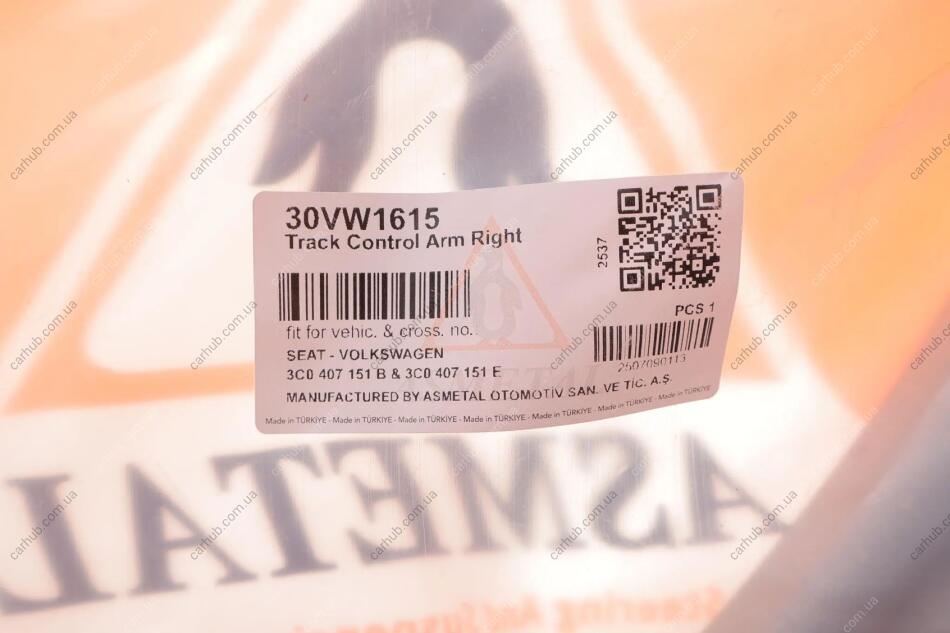 30VW1615
Track Control Arm Right
2537
fit for vehic. & cross. no.:
PCS 1
SEAT - VOLKSWAGEN
3C0 407 151 B & 3C0 407 151 E
2507090113
MANUFACTURED BY ASMETAL OTOMOTİV SAN. VE TİC. A.Ş.
Made in TÜRKİYE - Made in TÜRKİYE - Made in TÜRKİYE - Made in TÜRKİYE - Made in TÜRKİYE - Made in TÜRKİYE - Made in TÜRKİYE
ASMETAL
ASMETAL
carhub.com.ua